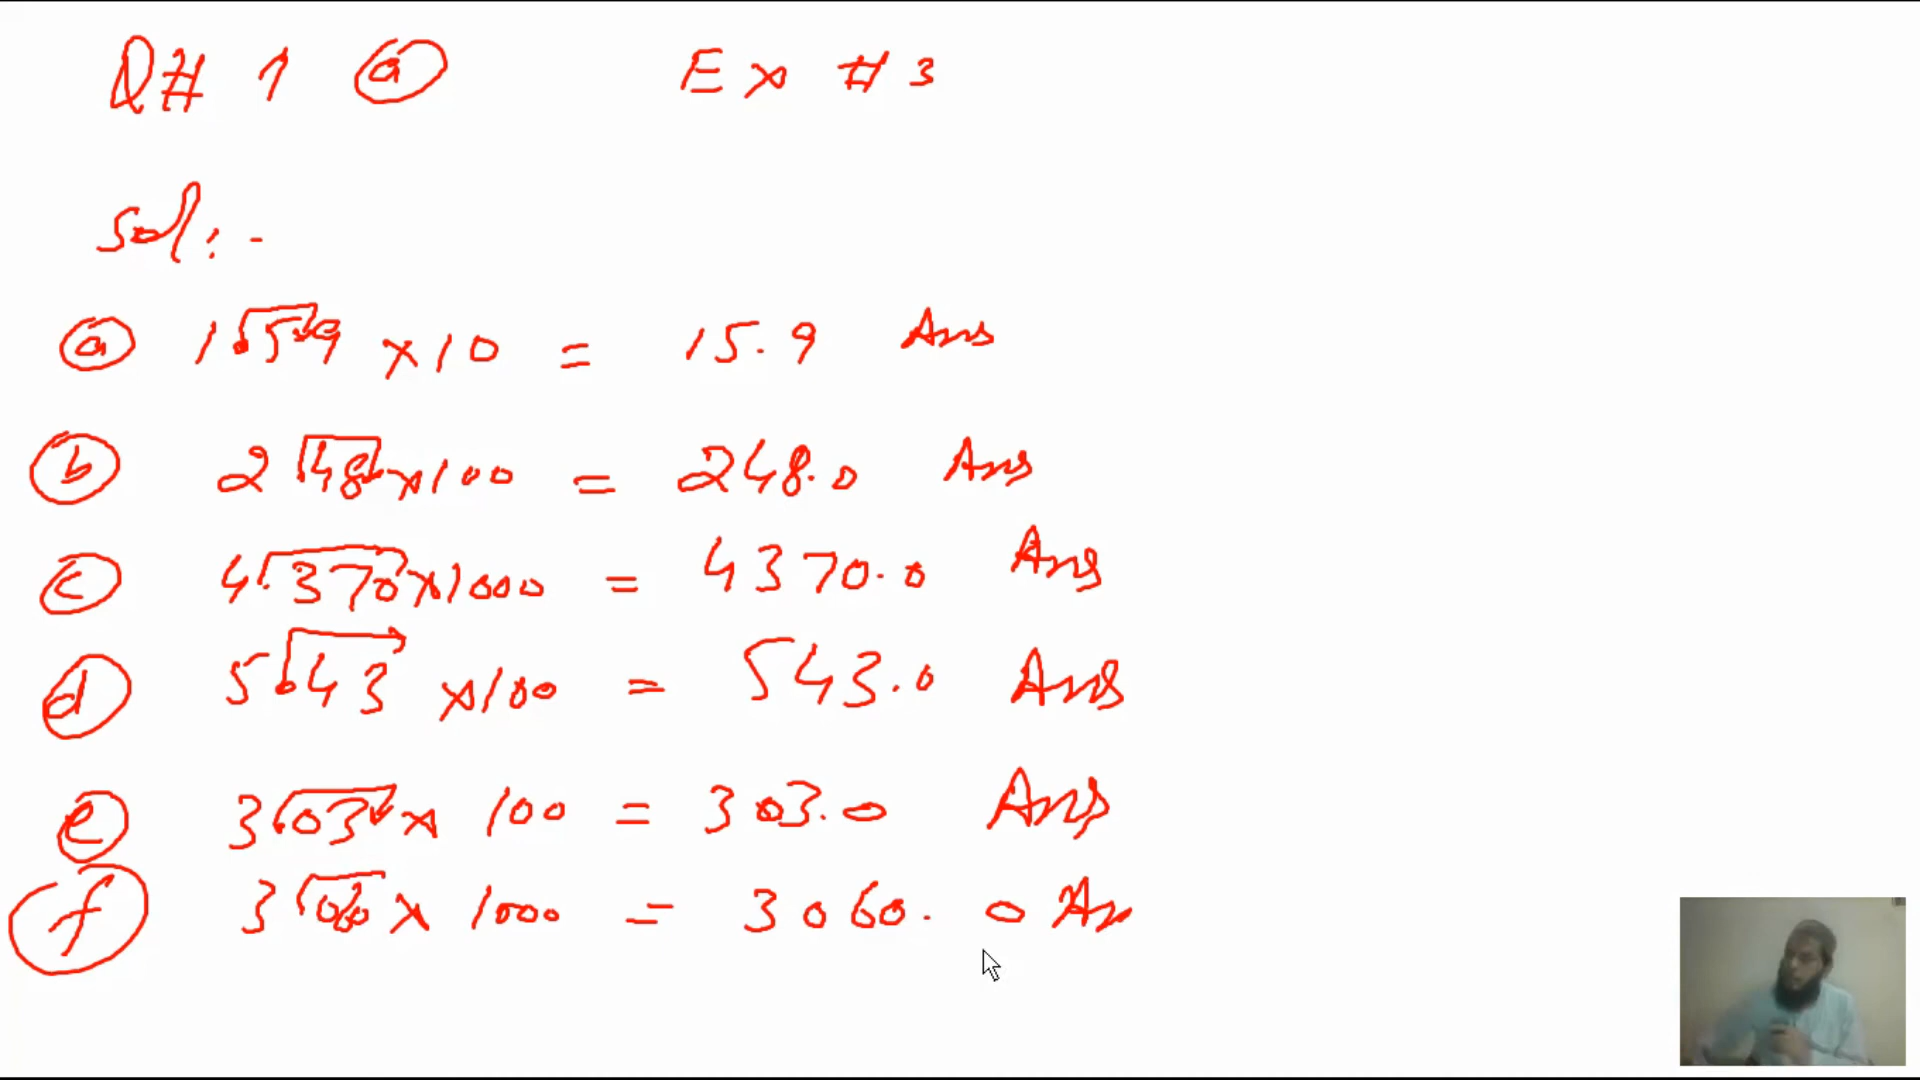 Q# 1 (a) Ex # 3
Sol:-
(a) 1.59 ×10 = 15.9 Ans
(b) 2.48×100 = 248.0 Ans
(c) 4.370×1000 = 4370.0 Ans
(d) 5.43 ×100 = 543.0 Ans
(e) 3.03× 100 = 303.0 Ans
(f) 3.060× 1000 = 3060.0 An